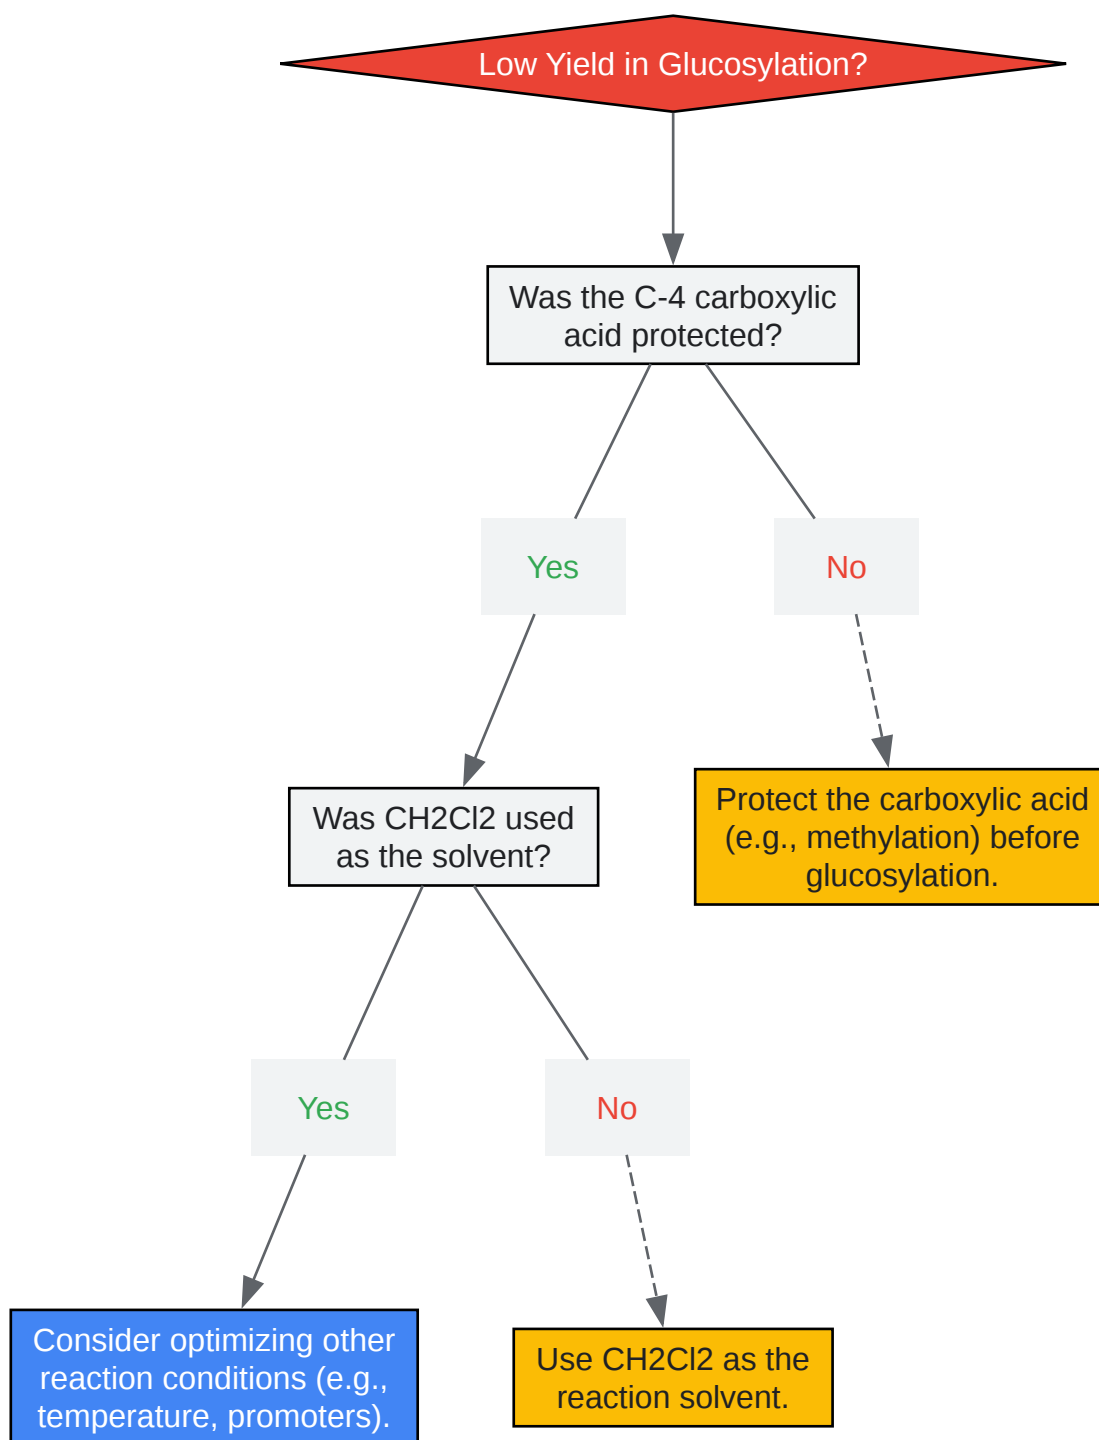 Low Yield in Glucosylation?
Was the C-4 carboxylic
acid protected?
Yes
No
Was CH2Cl2 used
as the solvent?
Protect the carboxylic acid
(e.g., methylation) before
glucosylation.
Yes
No
Consider optimizing other
reaction conditions (e.g.,
temperature, promoters).
Use CH2Cl2 as the
reaction solvent.